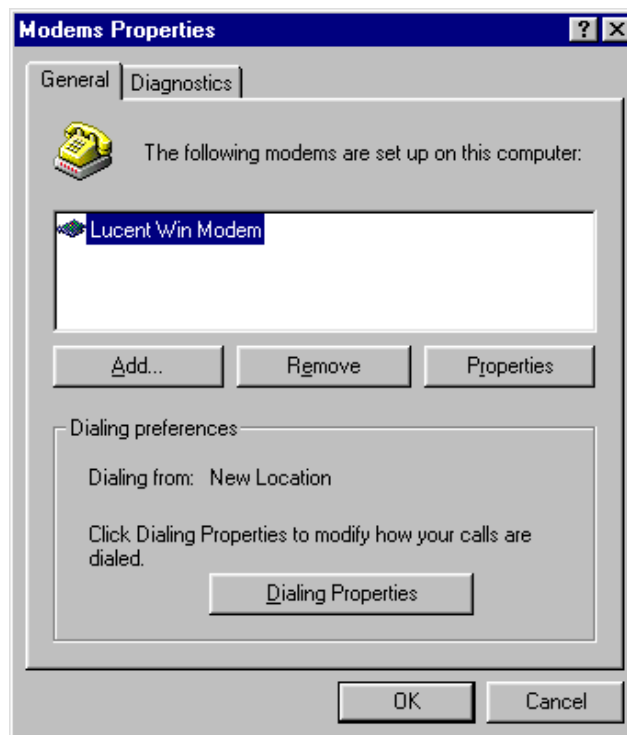 Modems Properties
General Diagnostics
The following modems are set up on this computer:
Lucent Win Modem
Add... Remove Properties
Dialing preferences
Dialing from: New Location
Click Dialing Properties to modify how your calls are
dialed.
Dialing Properties
OK Cancel